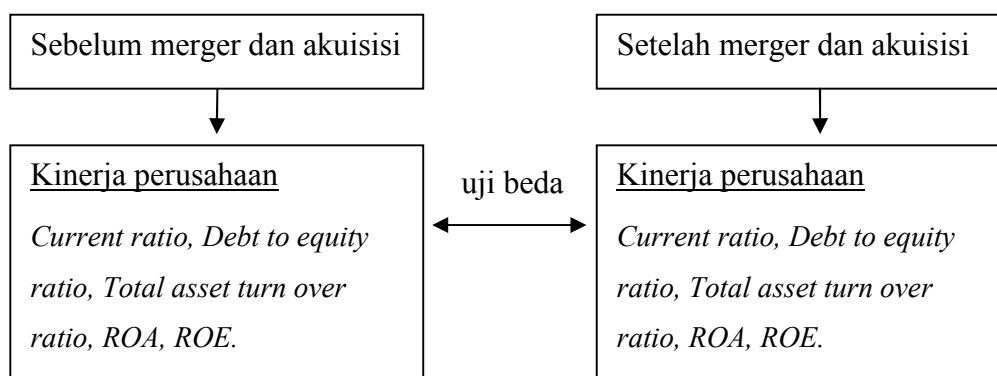 Sebelum merger dan akuisisi
Setelah merger dan akuisisi
Kinerja perusahaan
Current ratio, Debt to equity
ratio, Total asset turn over
ratio, ROA, ROE.
uji beda
Kinerja perusahaan
Current ratio, Debt to equity
ratio, Total asset turn over
ratio, ROA, ROE.